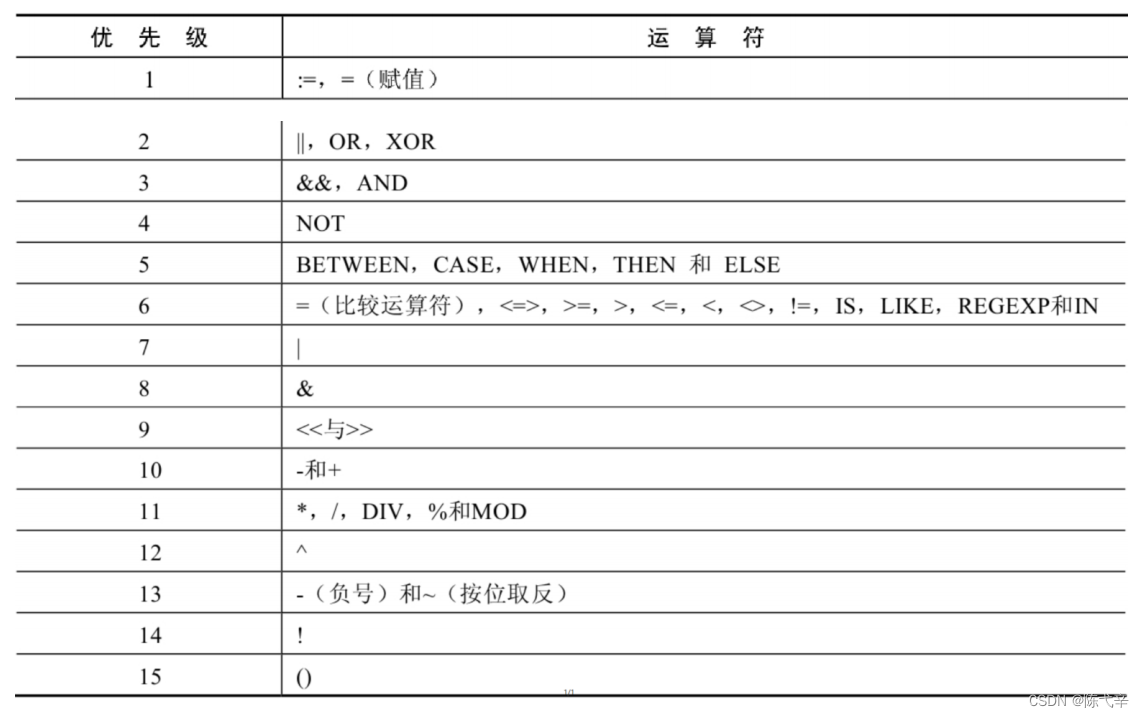 优 先 级 运 算 符
1 :=，=（赋值）
2 ||，OR，XOR
3 &&，AND
4 NOT
5 BETWEEN，CASE，WHEN，THEN 和 ELSE
6 =（比较运算符），<=>，>=，>，<=，<，<>，!=，IS，LIKE，REGEXP和IN
7 |
8 &
9 <<与>>
10 -和+
11 *，/，DIV，%和MOD
12 ^
13 -（负号）和~（按位取反）
14 !
15 ()
CSDN @陈弋辛